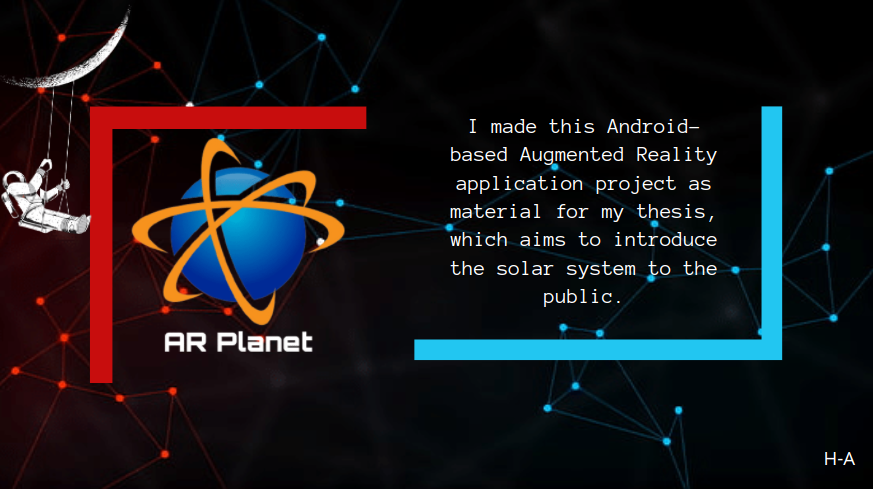 AR Planet
I made this Android-
based Augmented Reality
application project as
material for my thesis,
which aims to introduce
the solar system to the
public.
H-A